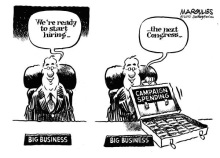 MARGULIES
"We're ready
to start
hiring...
...the next
Congress."
CAMPAIGN
SPENDING
BIG BUSINESS
BIG BUSINESS